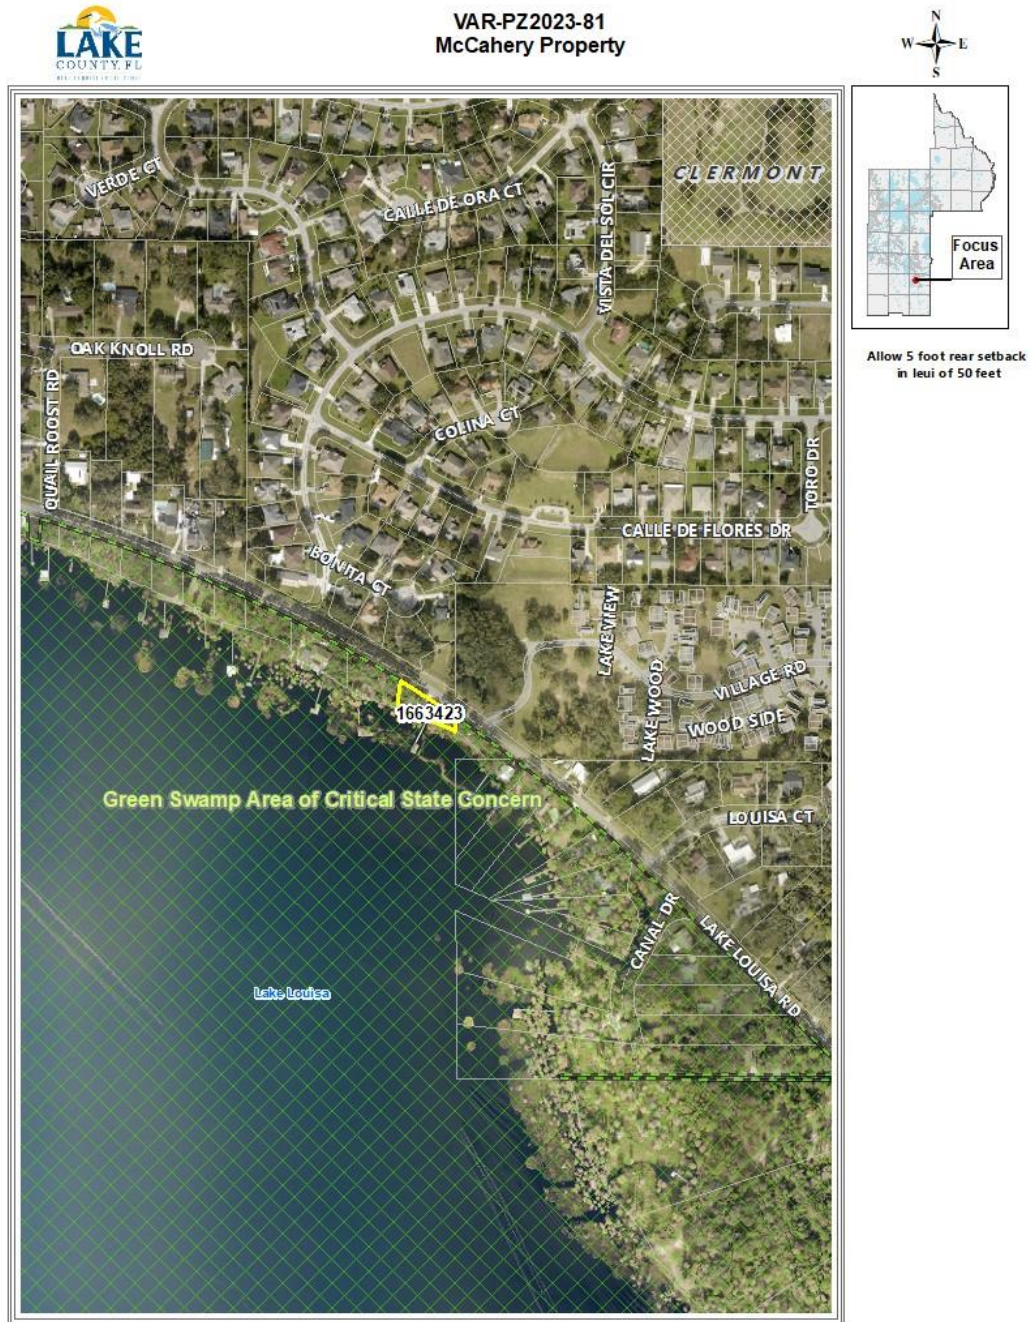 LAKE
COUNTY, FL
VAR-PZ2023-81
McCahery Property
N
W E
S
Focus
Area
Allow 5 foot rear setback
in leui of 50 feet
CLERMONT
VERDE CT
CALLE DE ORA CT
VISTA DEL SOL CIR
OAK KNOLL RD
QUAIL ROOST RD
COLINA CT
TORO DR
CALLE DE FLORES DR
BONITA CT
LAKE VIEW
LAKE WOOD
VILLAGE RD
WOOD SIDE
1663423
Green Swamp Area of Critical State Concern
LOUISA CT
CANAL DR
LAKE LOUISA RD
Lake Louisa